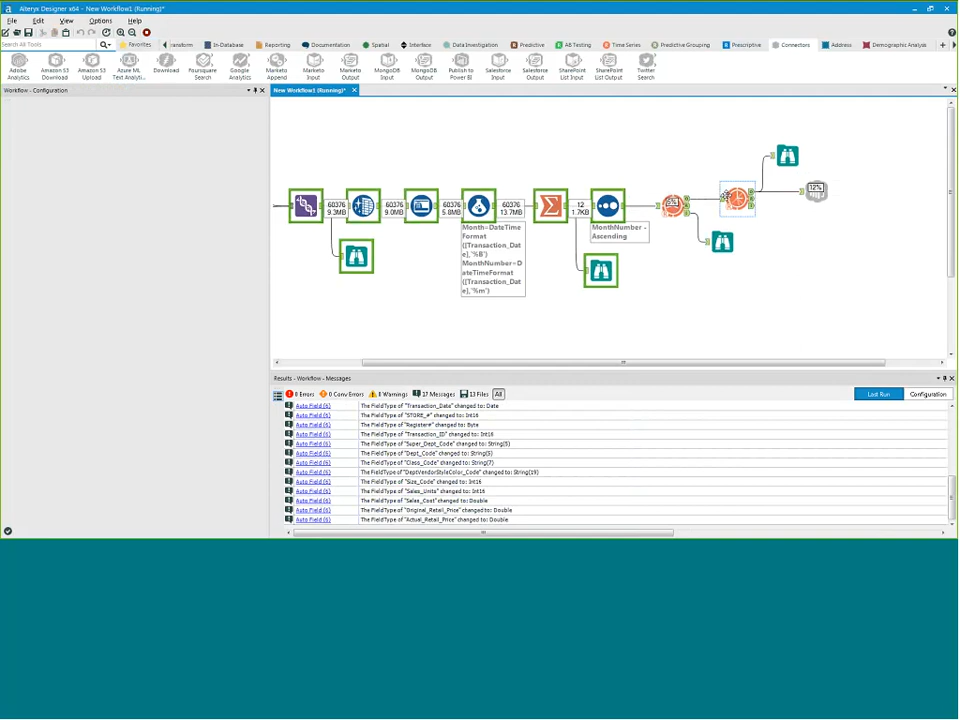 Alteryx Designer - New Workflow1 (Running)*
File Edit View Options Help
Search All Tools Favorites Transform In-Database Reporting Documentation Spatial Interface Data Investigation Predictive AB Testing Time Series Predictive Grouping Prescriptive Connectors Address Demographic Analysis
Adobe Analytics Amazon S3 Download Amazon S3 Upload Azure ML Text Analyti... Download Foursquare Search Google Analytics Marketo Append Marketo Input Marketo Output MongoDB Input MongoDB Output Publish to Power BI Salesforce Input Salesforce Output SharePoint List Input SharePoint List Output Twitter Search
Workflow - Configuration
New Workflow1 (Running)*
12%
60376 9.3MB
60376 9.0MB
60376 5.8MB
60376 13.7MB
12 1.7KB
Month=DateTime
Format
([Transaction_Dat
e],'%B')
MonthNumber=D
ateTimeFormat
([Transaction_Dat
e],'%m')
MonthNumber -
Ascending
Results - Workflow - Messages
0 Errors 0 Conv Errors 8 Warnings 37 Messages 13 Files All Last Run Configuration
Auto Field (6) The FieldType of "Transaction_Date" changed to: Date
Auto Field (6) The FieldType of "STORE_#" changed to: Int16
Auto Field (6) The FieldType of "Register#" changed to: Byte
Auto Field (6) The FieldType of "Transaction_ID" changed to: Int16
Auto Field (6) The FieldType of "Super_Dept_Code" changed to: String(5)
Auto Field (6) The FieldType of "Dept_Code" changed to: String(5)
Auto Field (6) The FieldType of "Class_Code" changed to: String(7)
Auto Field (6) The FieldType of "DeptVendorStyleColor_Code" changed to: String(19)
Auto Field (6) The FieldType of "Size_Code" changed to: Int16
Auto Field (6) The FieldType of "Sales_Units" changed to: Int16
Auto Field (6) The FieldType of "Sales_Cost" changed to: Double
Auto Field (6) The FieldType of "Original_Retail_Price" changed to: Double
Auto Field (6) The FieldType of "Actual_Retail_Price" changed to: Double